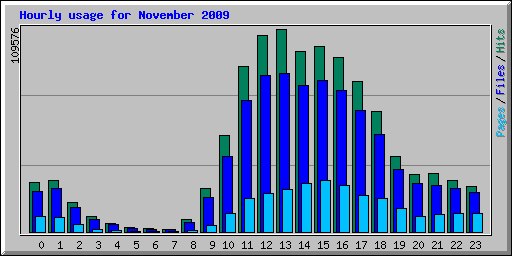 Hourly usage for November 2009
109576
Pages / Files / Hits
0 1 2 3 4 5 6 7 8 9 10 11 12 13 14 15 16 17 18 19 20 21 22 23